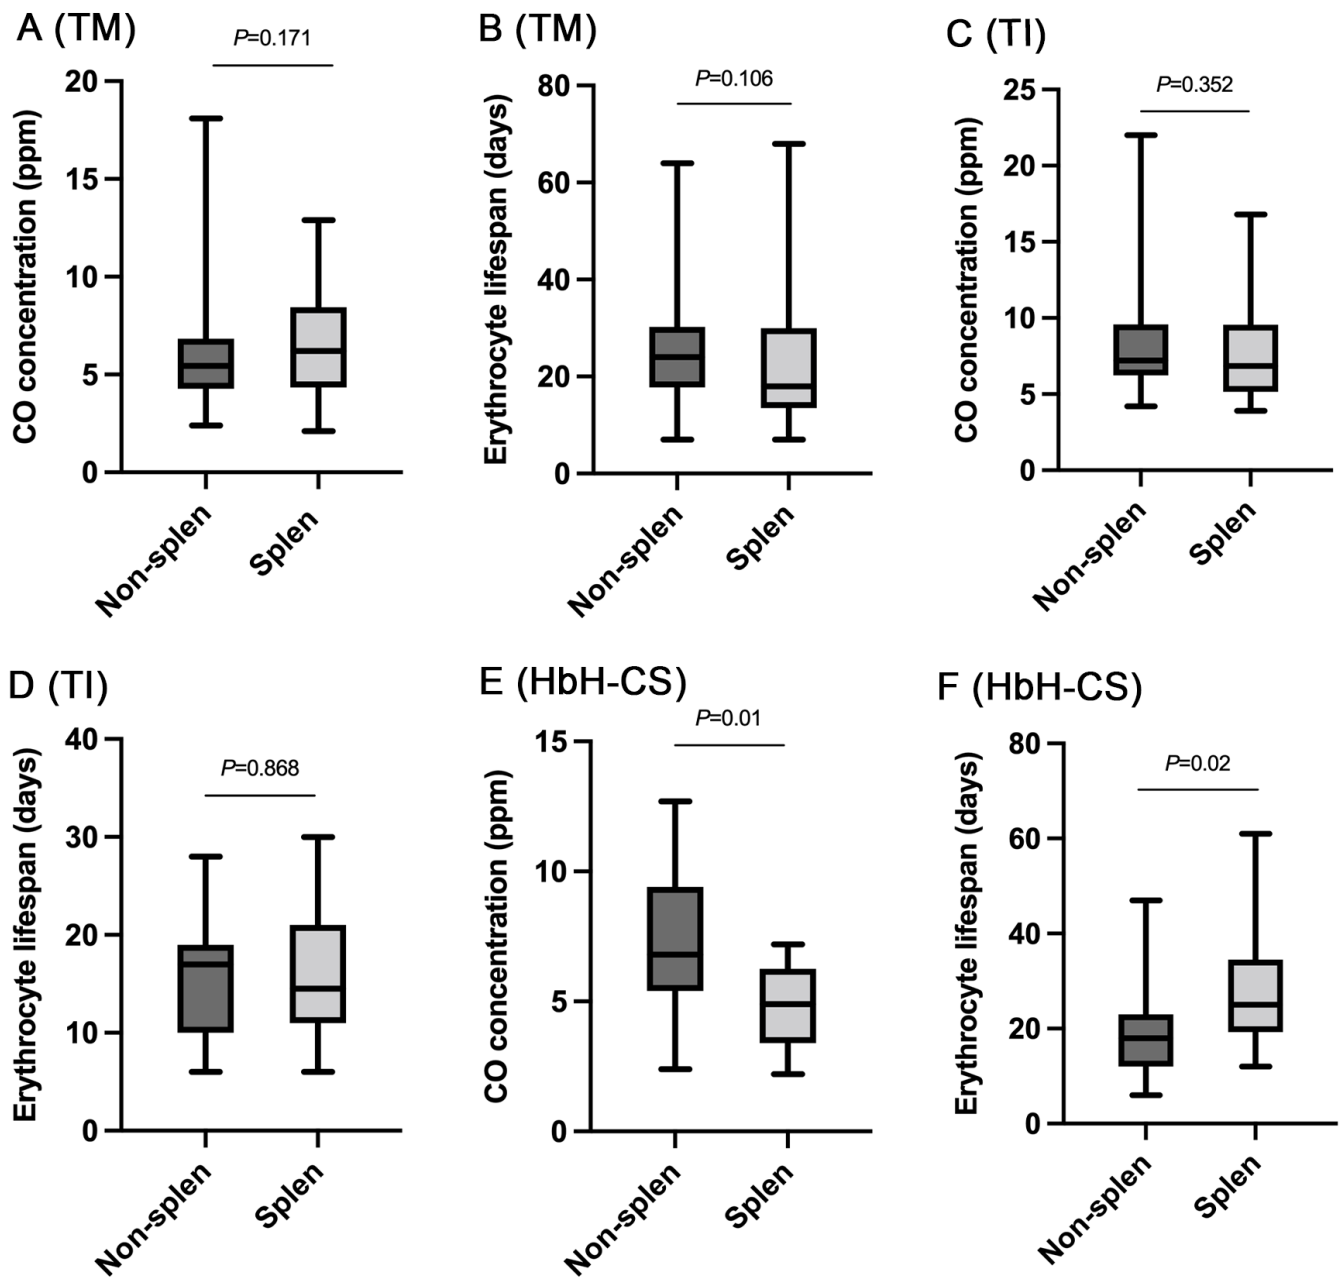 A (TM)
P=0.171
CO concentration (ppm)
20
15
10
5
0
Non-splen
Splen
B (TM)
P=0.106
Erythrocyte lifespan (days)
80
60
40
20
0
Non-splen
Splen
C (TI)
P=0.352
CO concentration (ppm)
25
20
15
10
5
0
Non-splen
Splen
D (TI)
P=0.868
Erythrocyte lifespan (days)
40
30
20
10
0
Non-splen
Splen
E (HbH-CS)
P=0.01
CO concentration (ppm)
15
10
5
0
Non-splen
Splen
F (HbH-CS)
P=0.02
Erythrocyte lifespan (days)
80
60
40
20
0
Non-splen
Splen